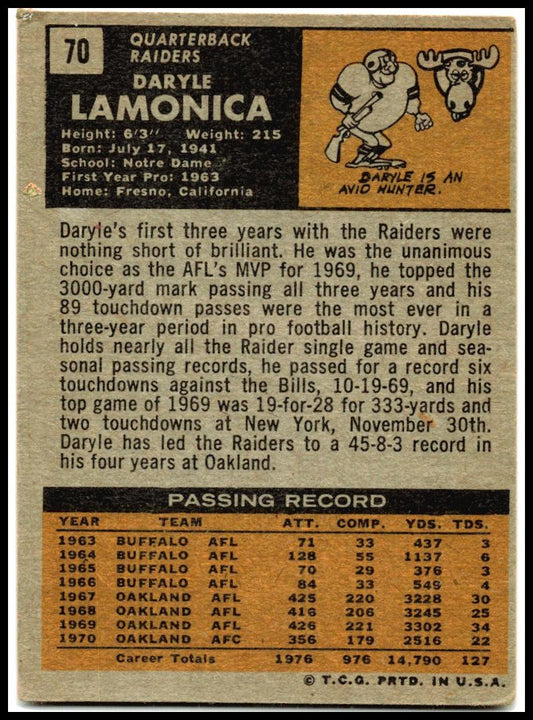 70
QUARTERBACK
RAIDERS
DARYLE
LAMONICA
Height: 6'3" Weight: 215
Born: July 17, 1941
School: Notre Dame
First Year Pro: 1963
Home: Fresno, California
DARYLE IS AN
AVID HUNTER.
Daryle's first three years with the Raiders were
nothing short of brilliant. He was the unanimous
choice as the AFL's MVP for 1969, he topped the
3000-yard mark passing all three years and his
89 touchdown passes were the most ever in a
three-year period in pro football history. Daryle
holds nearly all the Raider single game and sea-
sonal passing records, he passed for a record six
touchdowns against the Bills, 10-19-69, and his
top game of 1969 was 19-for-28 for 333-yards and
two touchdowns at New York, November 30th.
Daryle has led the Raiders to a 45-8-3 record in
his four years at Oakland.
PASSING RECORD
YEAR TEAM ATT. COMP. YDS. TDS.
1963 BUFFALO AFL 71 33 437 3
1964 BUFFALO AFL 128 55 1137 6
1965 BUFFALO AFL 70 29 376 3
1966 BUFFALO AFL 84 33 549 4
1967 OAKLAND AFL 425 220 3228 30
1968 OAKLAND AFL 416 206 3245 25
1969 OAKLAND AFL 426 221 3302 34
1970 OAKLAND AFC 356 179 2516 22
Career Totals 1976 976 14,790 127
© T.C.G. PRTD. IN U.S.A.